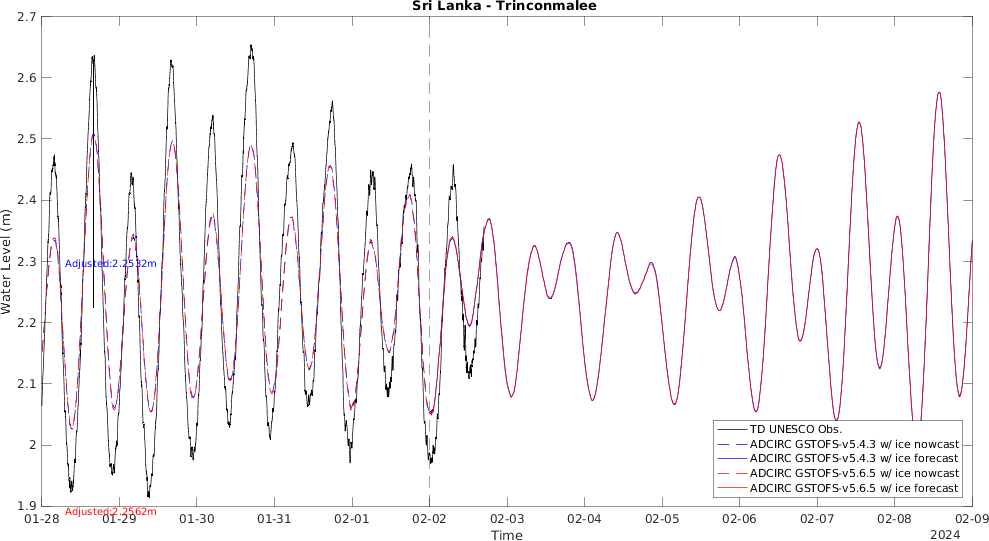 Sri Lanka - Trinconmalee
2.7
2.6
2.5
2.4
2.3
2.2
2.1
2
1.9
Water Level (m)
Adjusted:2.2532m
Adjusted:2.2562m
TD UNESCO Obs.
ADCIRC GSTOFS-v5.4.3 w/ ice nowcast
ADCIRC GSTOFS-v5.4.3 w/ ice forecast
ADCIRC GSTOFS-v5.6.5 w/ ice nowcast
ADCIRC GSTOFS-v5.6.5 w/ ice forecast
01-28 01-29 01-30 01-31 02-01 02-02 02-03 02-04 02-05 02-06 02-07 02-08 02-09
Time
2024